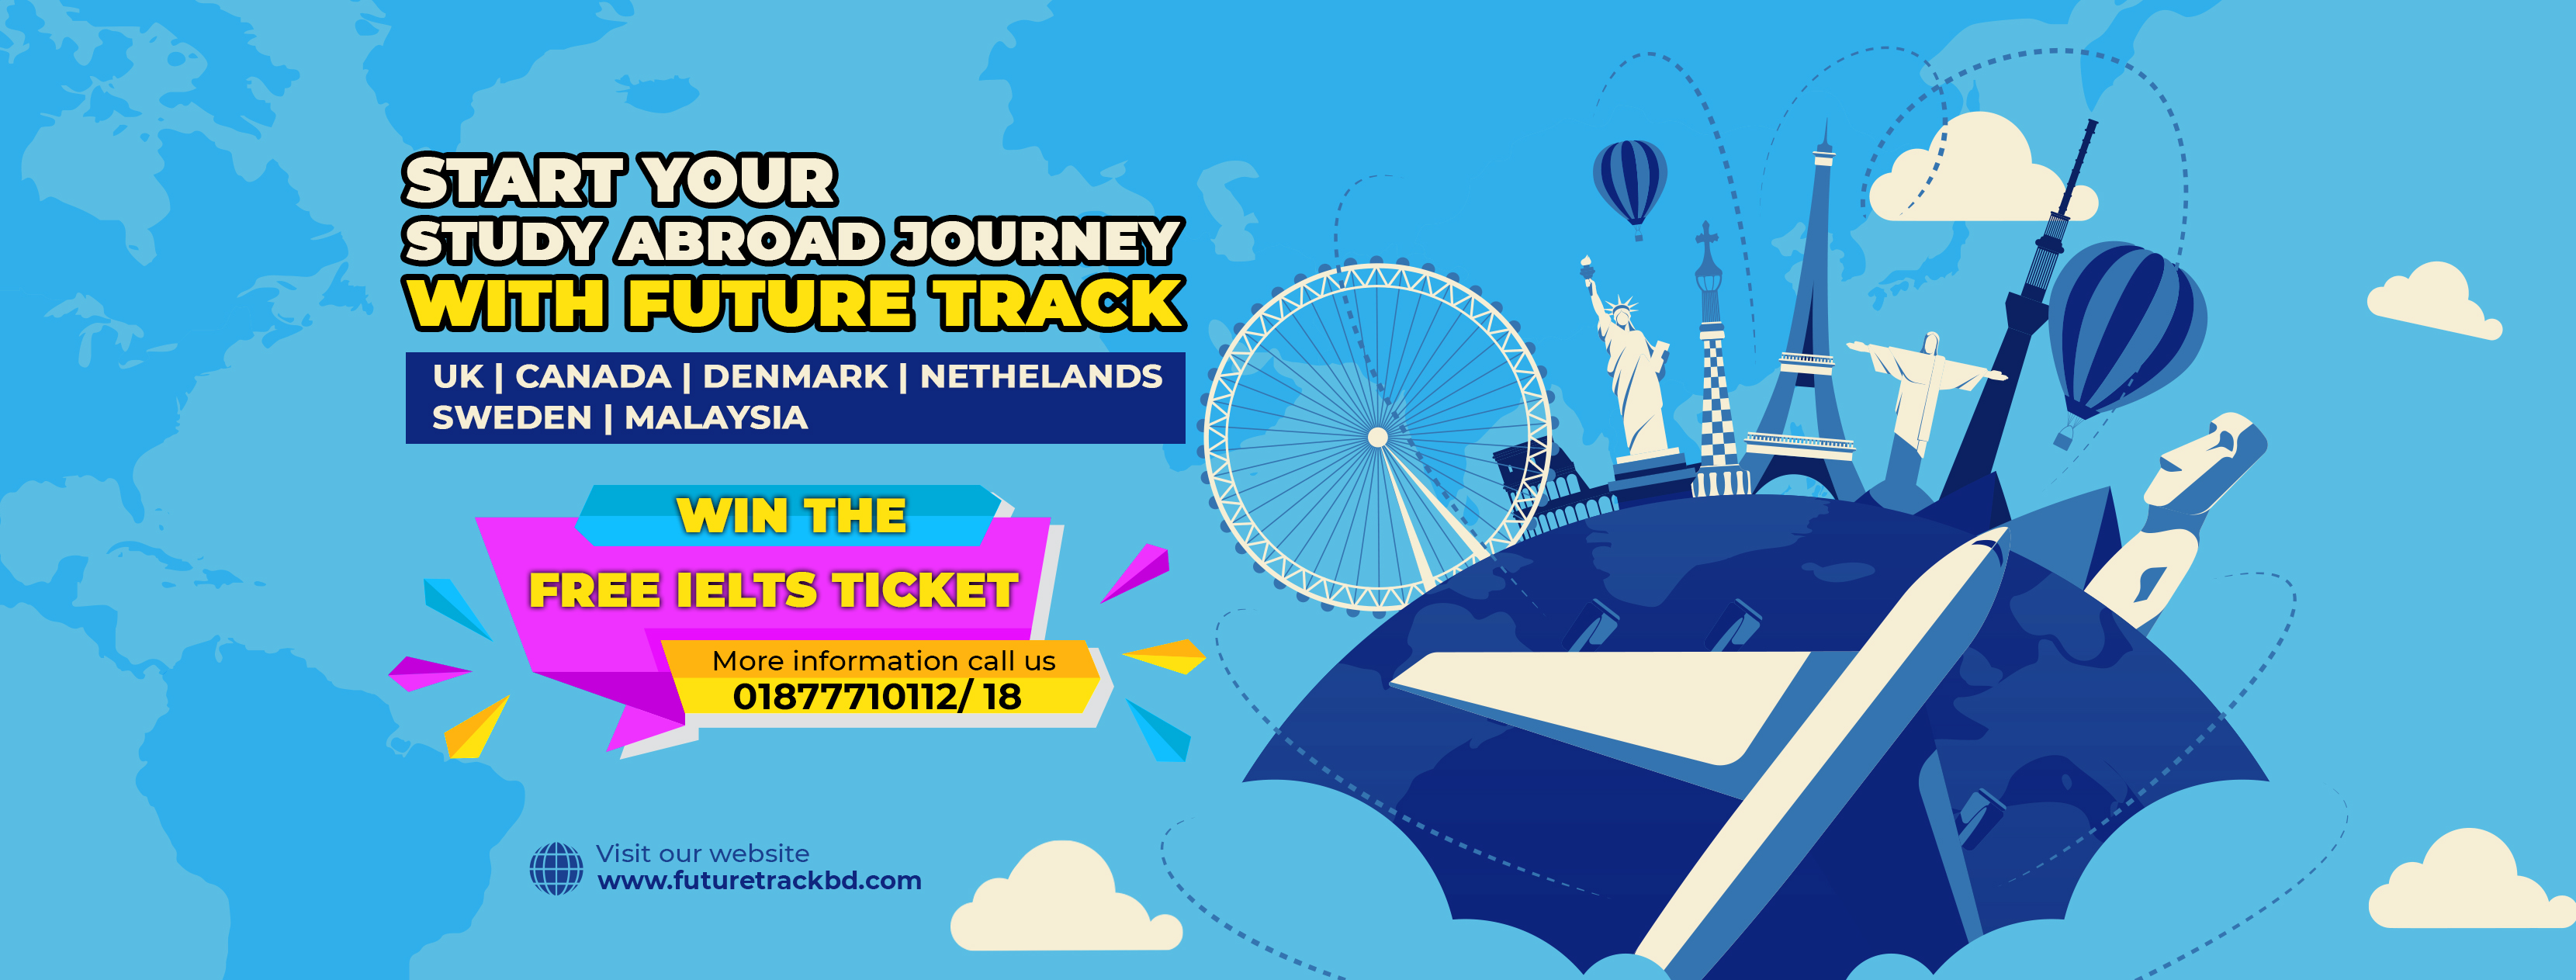 START YOUR
STUDY ABROAD JOURNEY
WITH FUTURE TRACK
UK | CANADA | DENMARK | NETHELANDS
SWEDEN | MALAYSIA
WIN THE
FREE IELTS TICKET
More information call us
01877710112/ 18
Visit our website
www.futuretrackbd.com